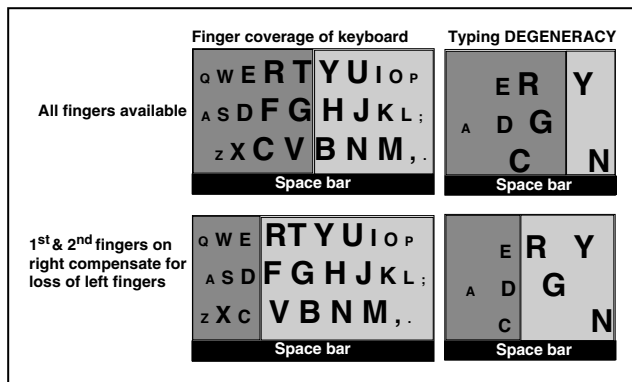 Finger coverage of keyboard Typing DEGENERACY
All fingers available
Q W E R T Y U I O P
A S D F G H J K L ;
Z X C V B N M , .
Space bar
E R Y
A D G
C N
Space bar
1st & 2nd fingers on
right compensate for
loss of left fingers
Q W E R T Y U I O P
A S D F G H J K L ;
Z X C V B N M , .
Space bar
E R Y
A D G
C N
Space bar